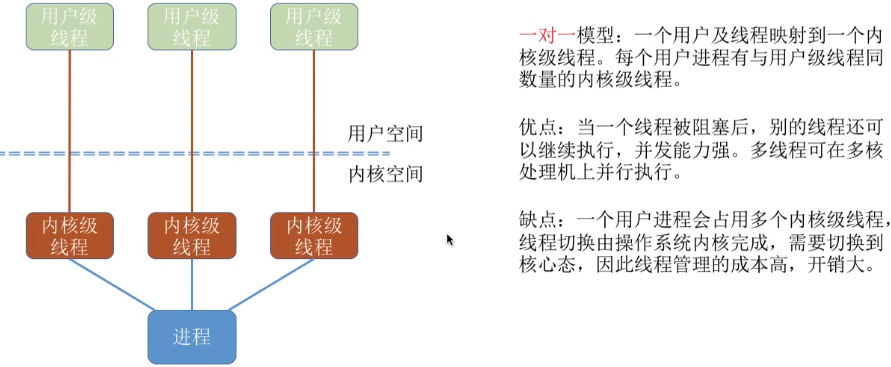 用户级
线程
用户级
线程
用户级
线程
用户空间
内核空间
内核级
线程
内核级
线程
内核级
线程
进程
一对一模型：一个用户及线程映射到一个内
核级线程。每个用户进程有与用户级线程同
数量的内核级线程。
优点：当一个线程被阻塞后，别的线程还可
以继续执行，并发能力强。多线程可在多核
处理机上并行执行。
缺点：一个用户进程会占用多个内核级线程，
线程切换由操作系统内核完成，需要切换到
核心态，因此线程管理的成本高，开销大。